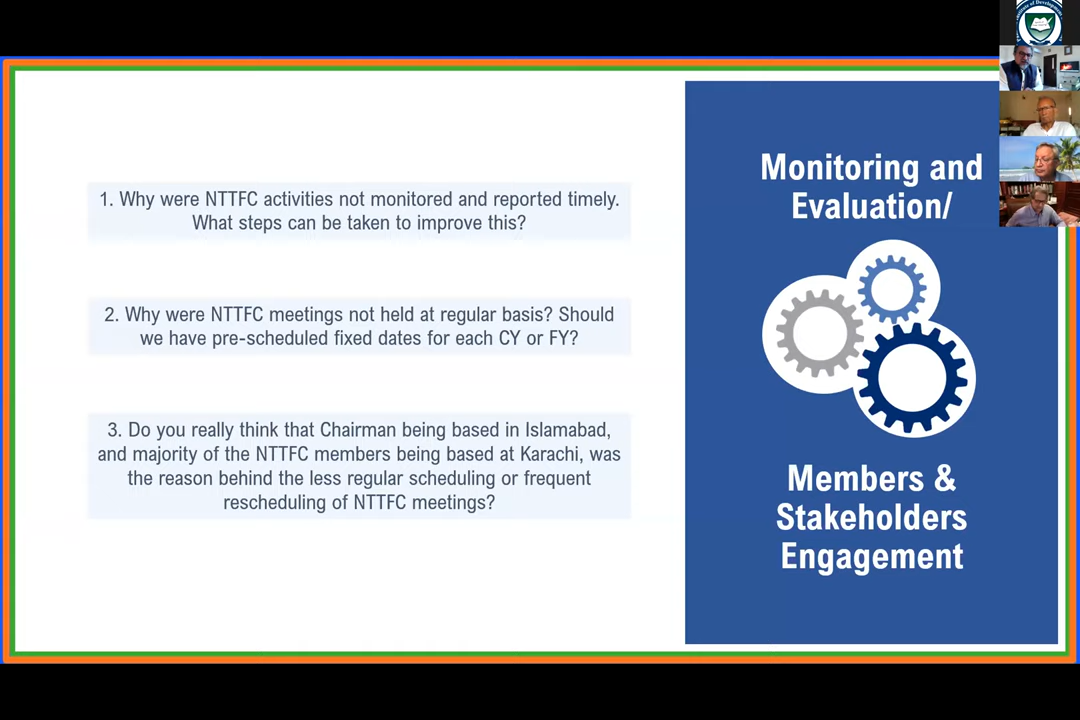 1. Why were NTTFC activities not monitored and reported timely.
What steps can be taken to improve this?
2. Why were NTTFC meetings not held at regular basis? Should
we have pre-scheduled fixed dates for each CY or FY?
3. Do you really think that Chairman being based in Islamabad,
and majority of the NTTFC members being based at Karachi, was
the reason behind the less regular scheduling or frequent
rescheduling of NTTFC meetings?
Monitoring and
Evaluation/
Members &
Stakeholders
Engagement